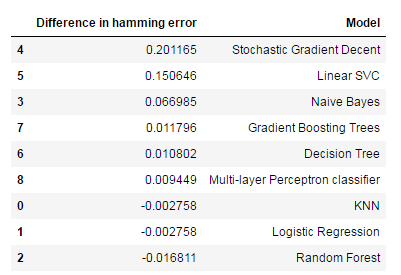 Difference in hamming error Model
4 0.201165 Stochastic Gradient Decent
5 0.150646 Linear SVC
3 0.066985 Naive Bayes
7 0.011796 Gradient Boosting Trees
6 0.010802 Decision Tree
8 0.009449 Multi-layer Perceptron classifier
0 -0.002758 KNN
1 -0.002758 Logistic Regression
2 -0.016811 Random Forest